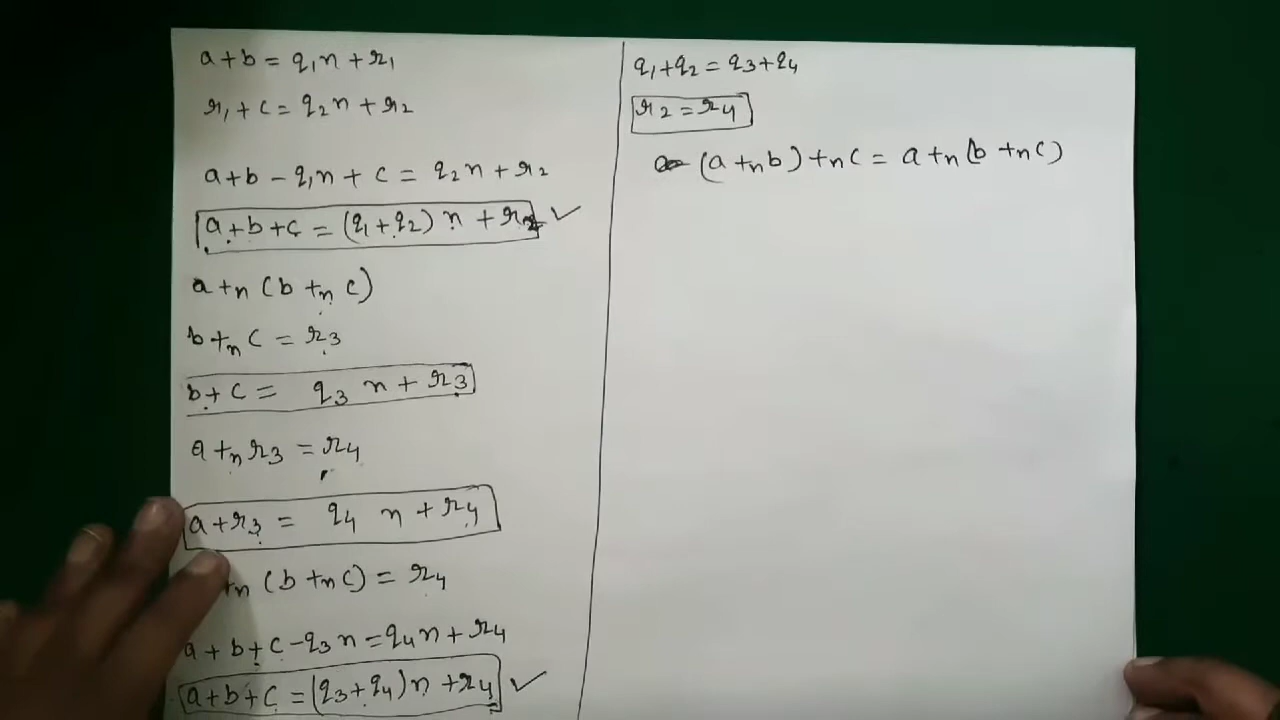 a+b = q₁n + r₁
r₁ + c = q₂n + r₂
a+b - q₁n + c = q₂n + r₂
a+b+c = (q₁+q₂) n + r₂
a +n (b +n c)
b +n c = r₃
b + c = q₃ n + r₃
a +n r₃ = r₄
a + r₃ = q₄ n + r₄
+n (b +n c) = r₄
a + b + c - q₃n = q₄n + r₄
a+b+c = (q₃+q₄)n + r₄
q₁+q₂ = q₃+q₄
r₂ = r₄
(a +n b) +n c = a +n (b +n c)